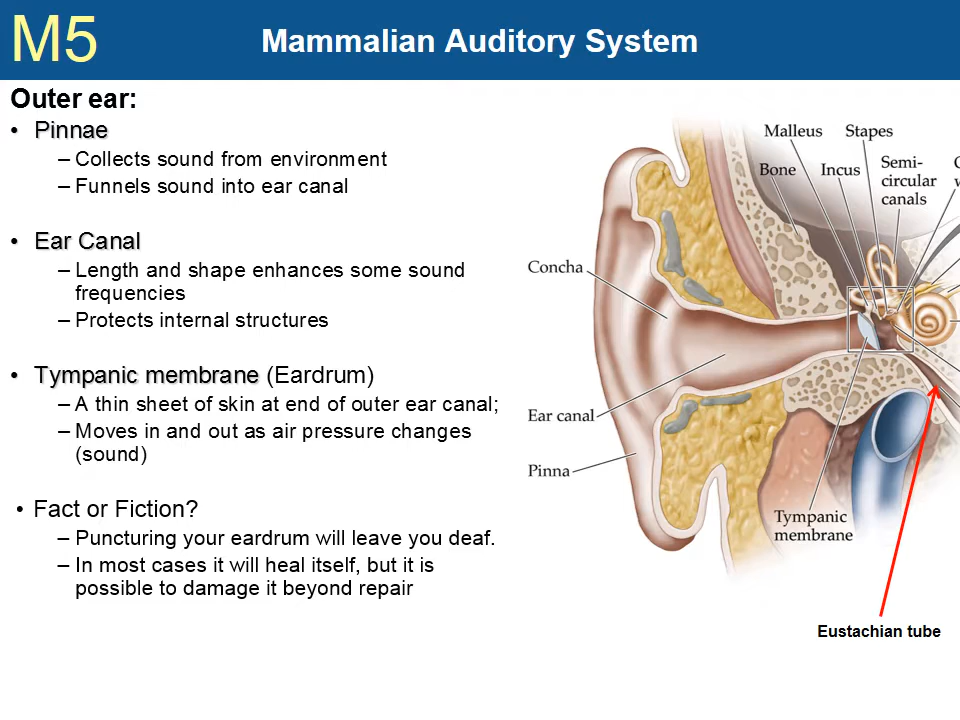 M5
Mammalian Auditory System
Outer ear:
• Pinnae
– Collects sound from environment
– Funnels sound into ear canal
• Ear Canal
– Length and shape enhances some sound
frequencies
– Protects internal structures
• Tympanic membrane (Eardrum)
– A thin sheet of skin at end of outer ear canal;
– Moves in and out as air pressure changes
(sound)
• Fact or Fiction?
– Puncturing your eardrum will leave you deaf.
– In most cases it will heal itself, but it is
possible to damage it beyond repair
Malleus
Stapes
Bone
Incus
Semi-
circular
canals
Concha
Ear canal
Pinna
Tympanic
membrane
Eustachian tube